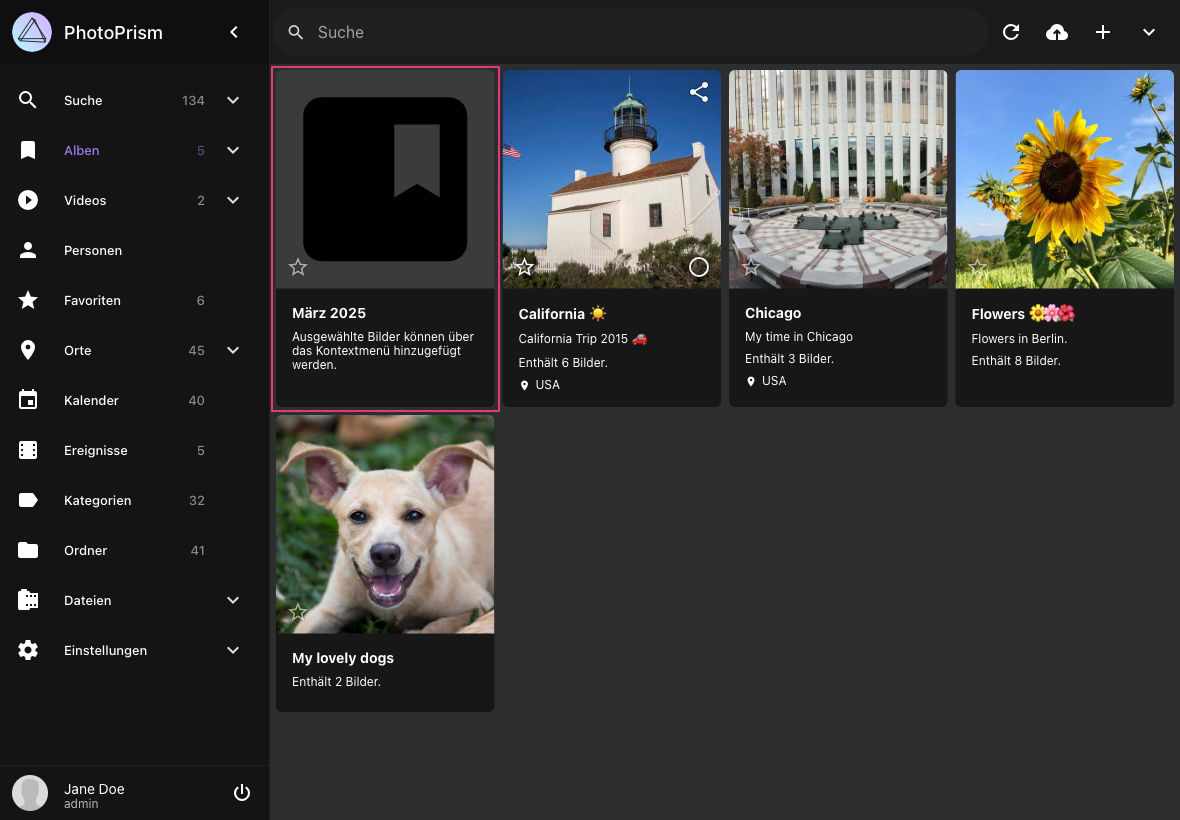 PhotoPrism
Suche
Suche 134
Alben 5
Videos 2
Personen
Favoriten 6
Orte 45
Kalender 40
Ereignisse 5
Kategorien 32
Ordner 41
Dateien
Einstellungen
Jane Doe
admin
März 2025
Ausgewählte Bilder können über
das Kontextmenü hinzugefügt
werden.
California ☀️
California Trip 2015 🚗
Enthält 6 Bilder.
USA
Chicago
My time in Chicago
Enthält 3 Bilder.
USA
Flowers 🌼🌸🌺
Flowers in Berlin.
Enthält 8 Bilder.
My lovely dogs
Enthält 2 Bilder.